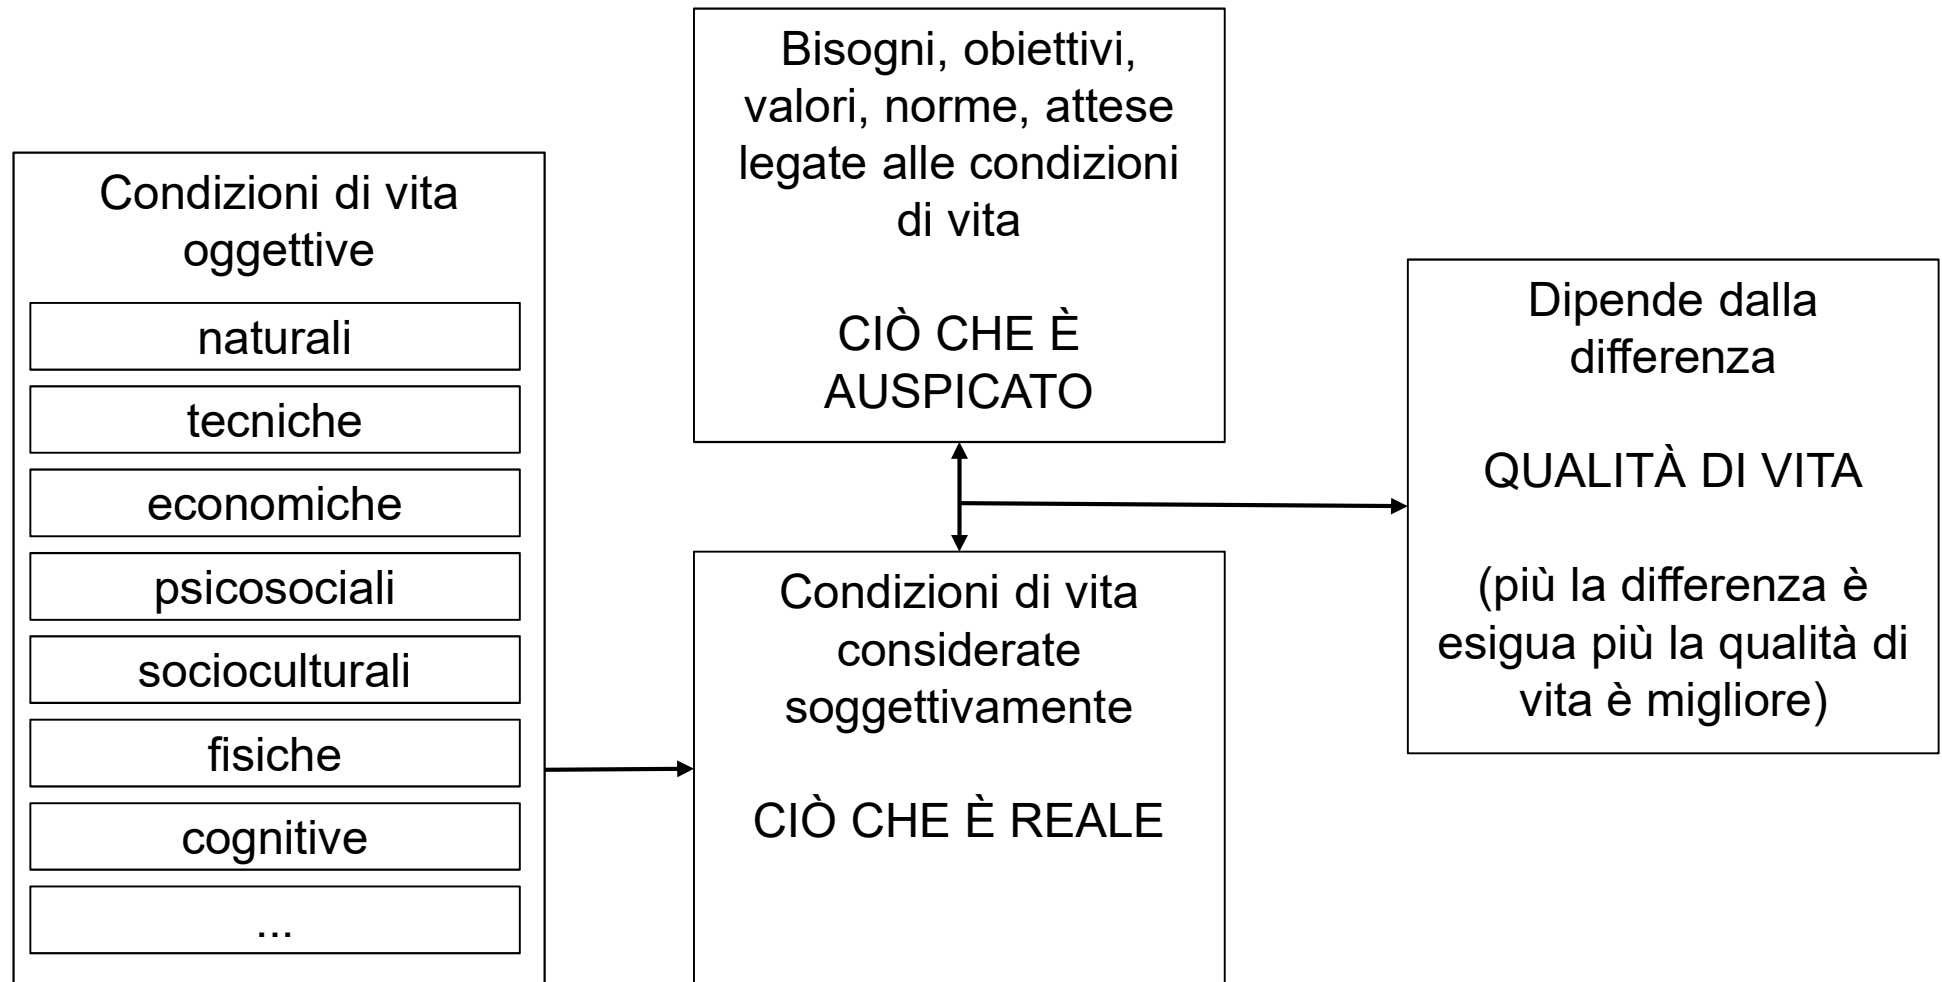 Condizioni di vita
oggettive
naturali
tecniche
economiche
psicosociali
socioculturali
fisiche
cognitive
...
Bisogni, obiettivi,
valori, norme, attese
legate alle condizioni
di vita
CIÒ CHE È
AUSPICATO
Condizioni di vita
considerate
soggettivamente
CIÒ CHE È REALE
Dipende dalla
differenza
QUALITÀ DI VITA
(più la differenza è
esigua più la qualità di
vita è migliore)